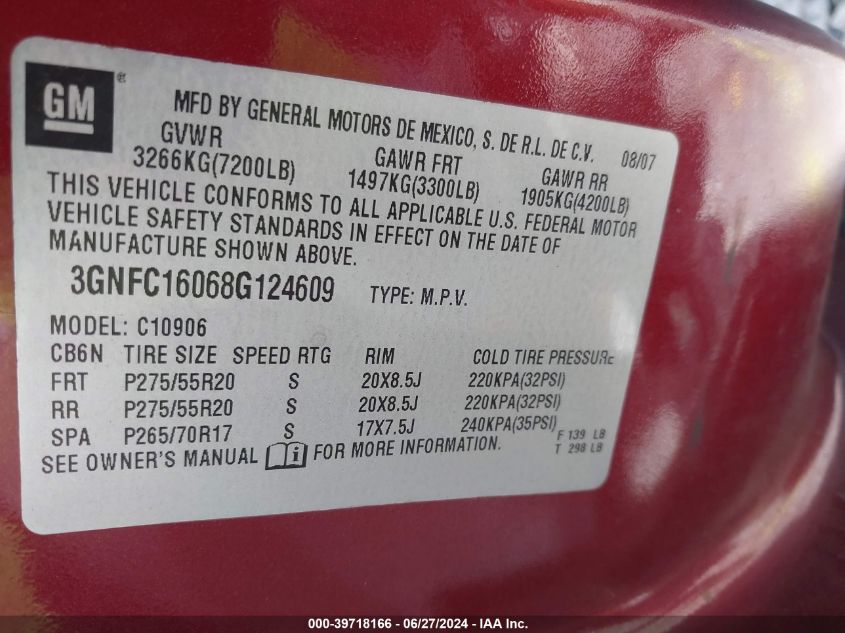 GM ®
MFD BY GENERAL MOTORS DE MEXICO, S. DE R.L. DE C.V. 08/07
GVWR GAWR FRT GAWR RR
3266KG(7200LB) 1497KG(3300LB) 1905KG(4200LB)
THIS VEHICLE CONFORMS TO ALL APPLICABLE U.S. FEDERAL MOTOR
VEHICLE SAFETY STANDARDS IN EFFECT ON THE DATE OF
MANUFACTURE SHOWN ABOVE.
3GNFC16068G124609 TYPE: M.P.V.
MODEL: C10906
CB6N TIRE SIZE SPEED RTG RIM COLD TIRE PRESSURE
FRT P275/55R20 S 20X8.5J 220KPA(32PSI)
RR P275/55R20 S 20X8.5J 220KPA(32PSI)
SPA P265/70R17 S 17X7.5J 240KPA(35PSI) F 139 LB
T 298 LB
SEE OWNER'S MANUAL i FOR MORE INFORMATION.
000-39718166 - 06/27/2024 - IAA Inc.